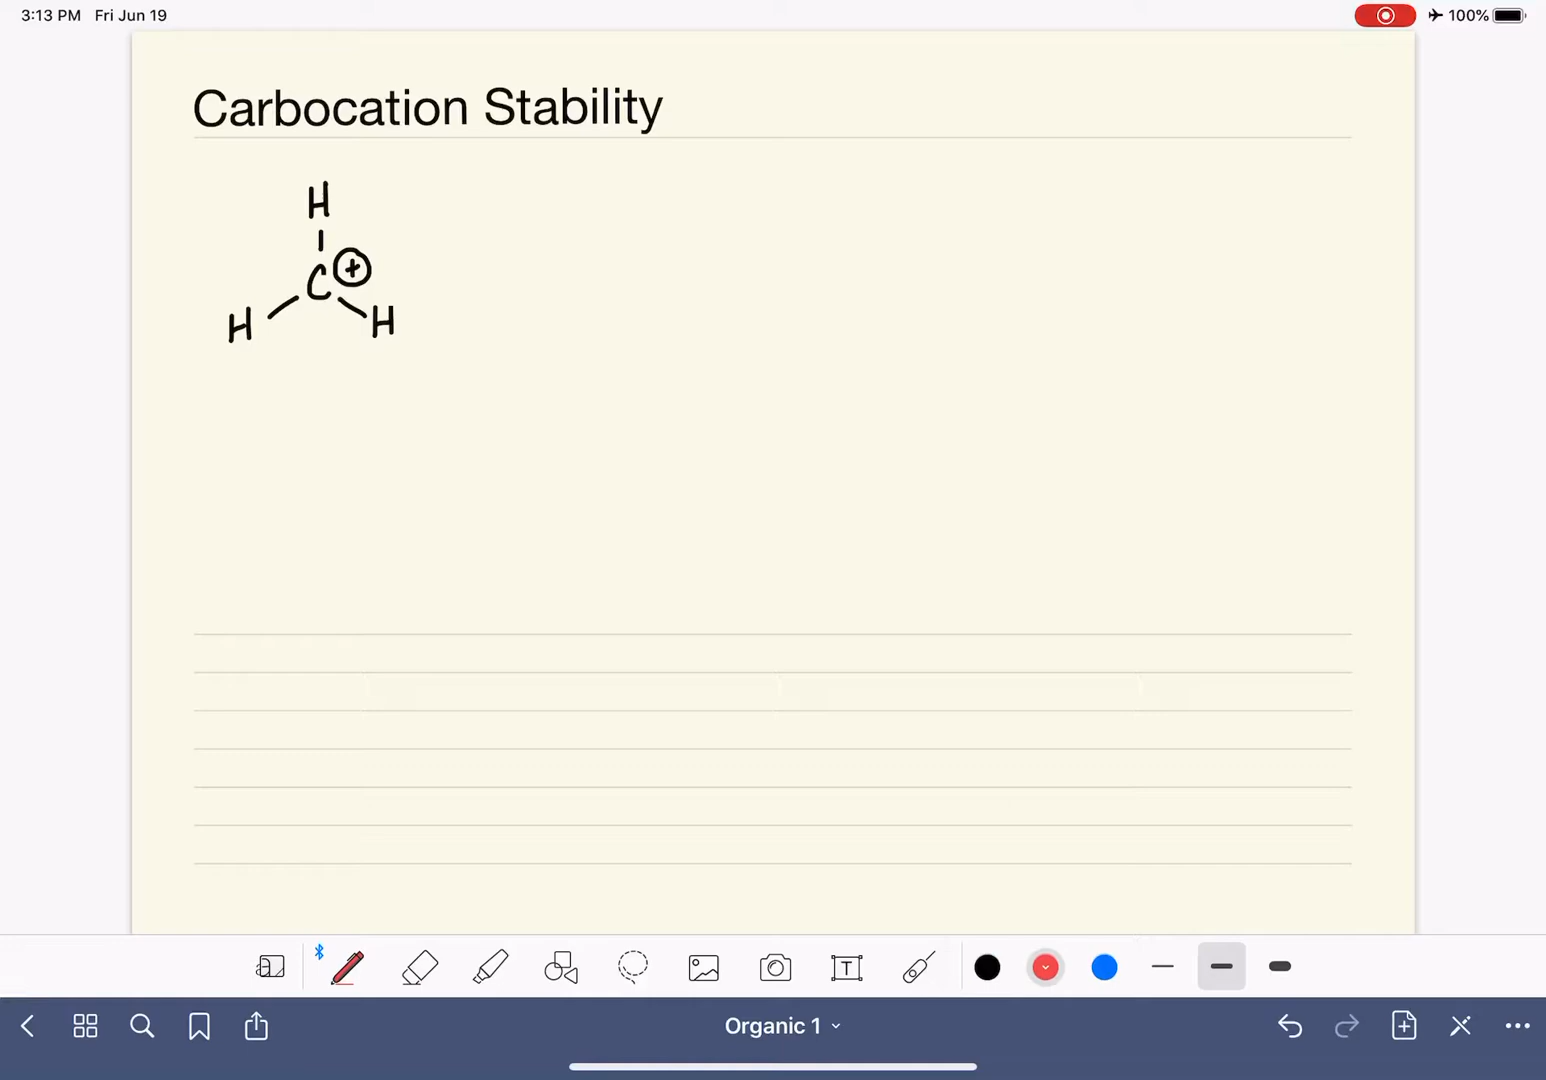 3:13 PM Fri Jun 19
100%
Carbocation Stability
H
C +
H H
T
Organic 1